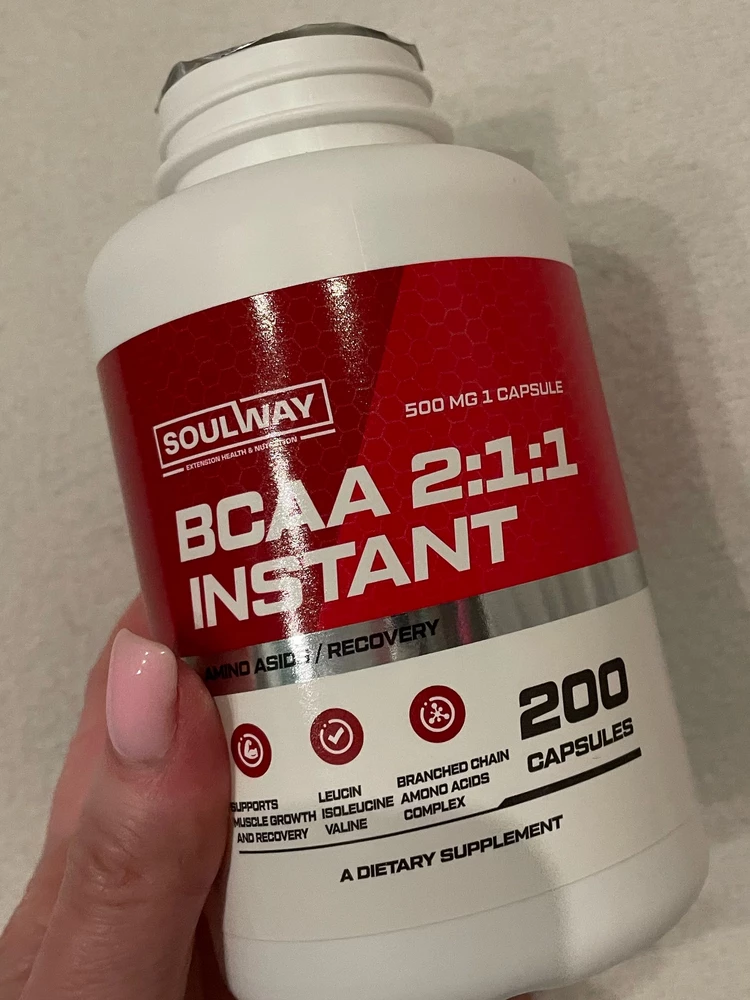 SOULWAY
EXTENSION HEALTH & NUTRITION
500 MG 1 CAPSULE
BCAA 2:1:1
INSTANT
AMINO ASIDS / RECOVERY
200
CAPSULES
SUPPORTS
MUSCLE GROWTH
AND RECOVERY
LEUCIN
ISOLEUCINE
VALINE
BRANCHED CHAIN
AMONO ACIDS
COMPLEX
A DIETARY SUPPLEMENT